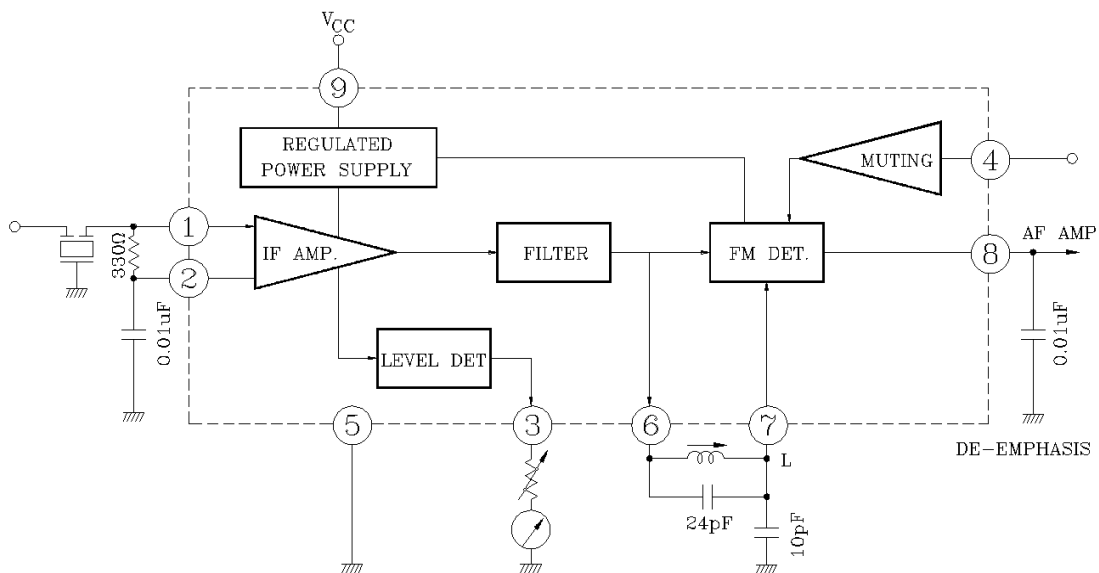 VCC
9
REGULATED
POWER SUPPLY
MUTING
4
1
330Ω
IF AMP.
FILTER
FM DET.
8
AF AMP
2
0.01uF
LEVEL DET
0.01uF
5
3
6
7
DE-EMPHASIS
L
24pF
10pF